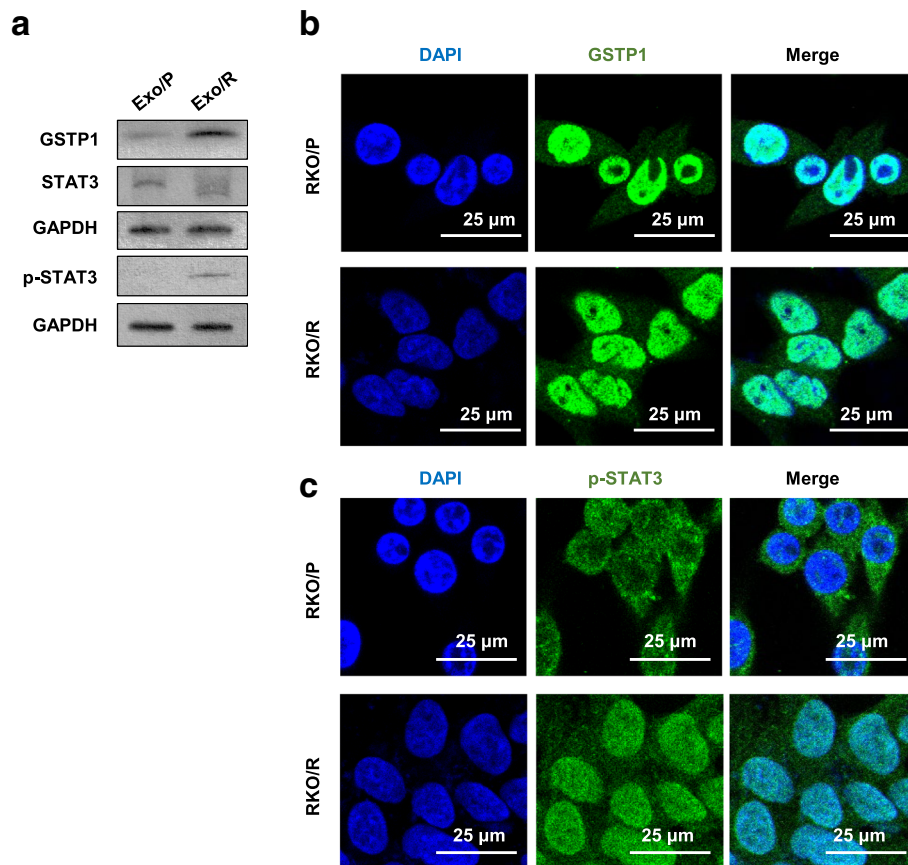 a
Exo/P Exo/R
GSTP1
STAT3
GAPDH
p-STAT3
GAPDH
b
DAPI GSTP1 Merge
RKO/P
25 µm 25 µm 25 µm
RKO/R
25 µm 25 µm 25 µm
c
DAPI p-STAT3 Merge
RKO/P
25 µm 25 µm 25 µm
RKO/R
25 µm 25 µm 25 µm